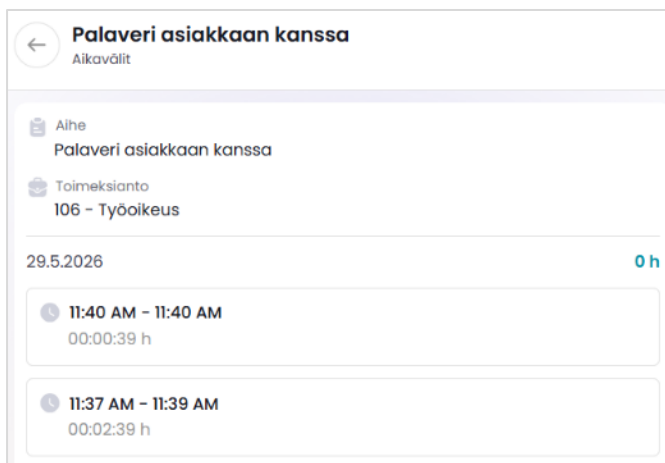 Palaveri asiakkaan kanssa
Aikavälit
Aihe
Palaveri asiakkaan kanssa
Toimeksianto
106 - Työoikeus
29.5.2026 0 h
11:40 AM - 11:40 AM
00:00:39 h
11:37 AM - 11:39 AM
00:02:39 h